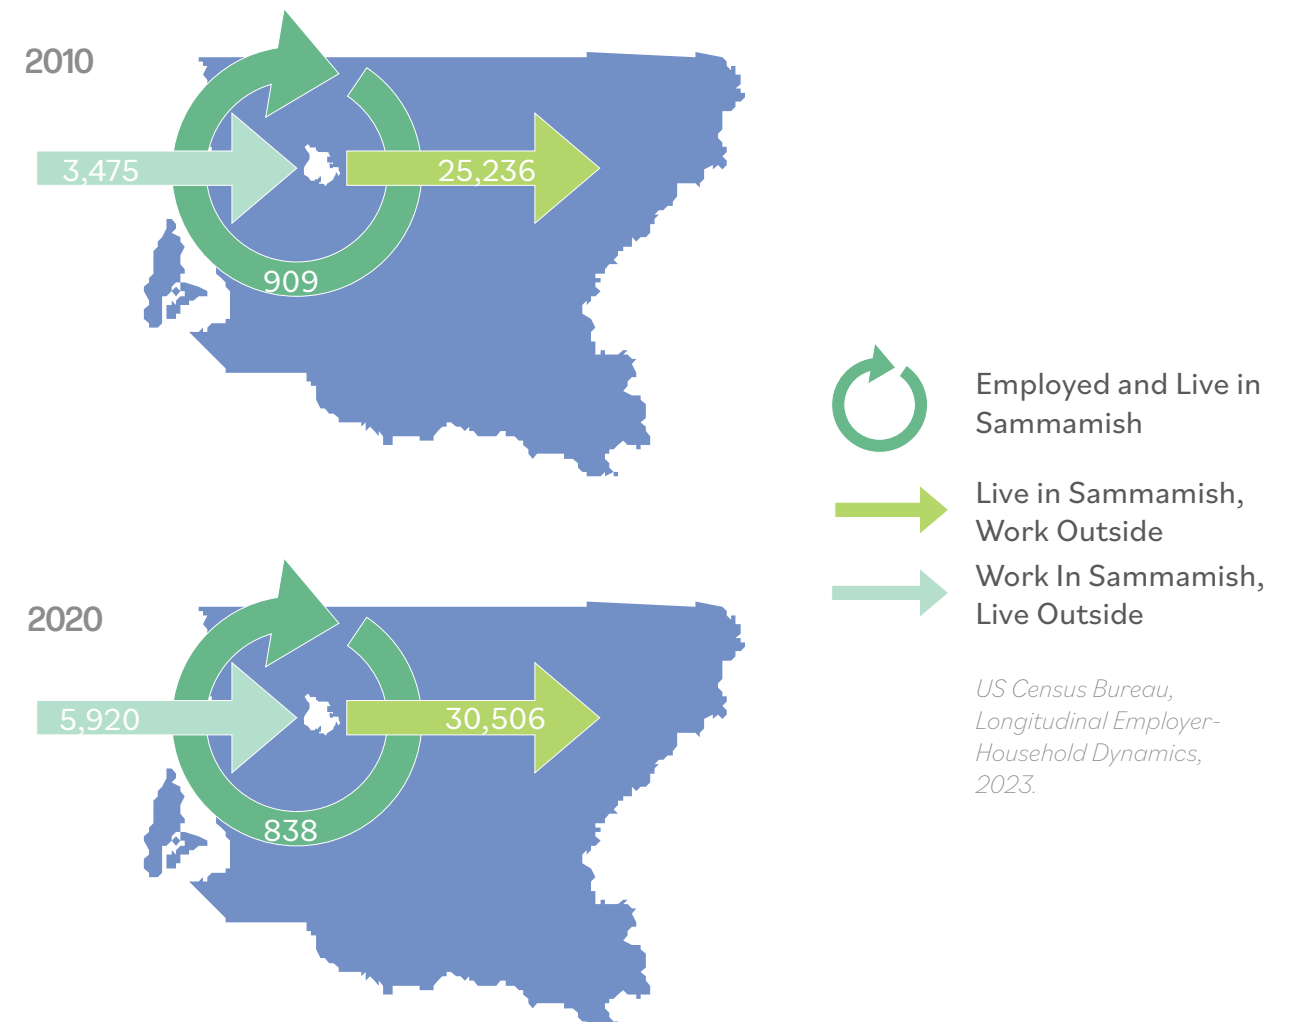 2010
3,475
25,236
909
Employed and Live in
Sammamish
Live in Sammamish,
Work Outside
Work In Sammamish,
Live Outside
2020
5,920
30,506
838
US Census Bureau,
Longitudinal Employer-
Household Dynamics,
2023.